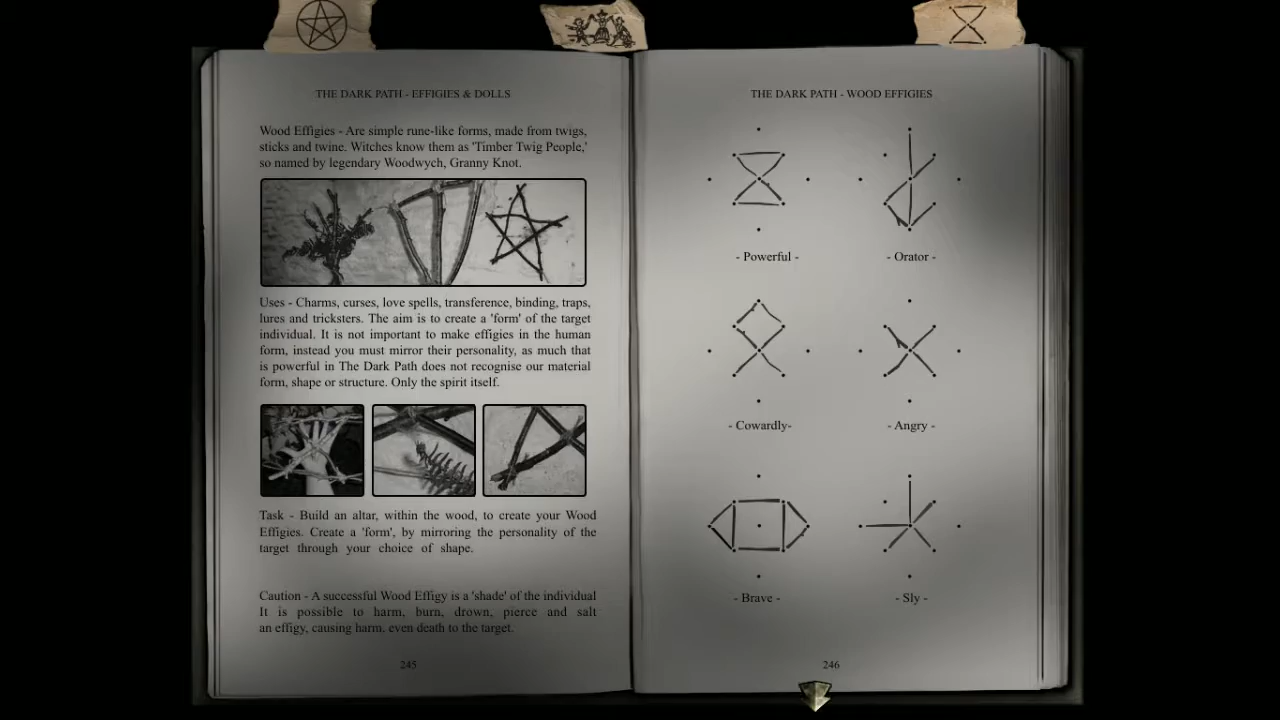 THE DARK PATH - EFFIGIES & DOLLS
Wood Effigies - Are simple rune-like forms, made from twigs,
sticks and twine. Witches know them as 'Timber Twig People,'
so named by legendary Woodwych, Granny Knot.
Uses - Charms, curses, love spells, transference, binding, traps,
lures and tricksters. The aim is to create a 'form' of the target
individual. It is not important to make effigies in the human
form, instead you must mirror their personality, as much that
is powerful in The Dark Path does not recognise our material
form, shape or structure. Only the spirit itself.
Task - Build an altar, within the wood, to create your Wood
Effigies. Create a 'form', by mirroring the personality of the
target through your choice of shape.
Caution - A successful Wood Effigy is a 'shade' of the individual
It is possible to harm, burn, drown, pierce and salt
an effigy, causing harm, even death to the target.
245
THE DARK PATH - WOOD EFFIGIES
- Powerful -
- Orator -
- Cowardly-
- Angry -
- Brave -
- Sly -
246